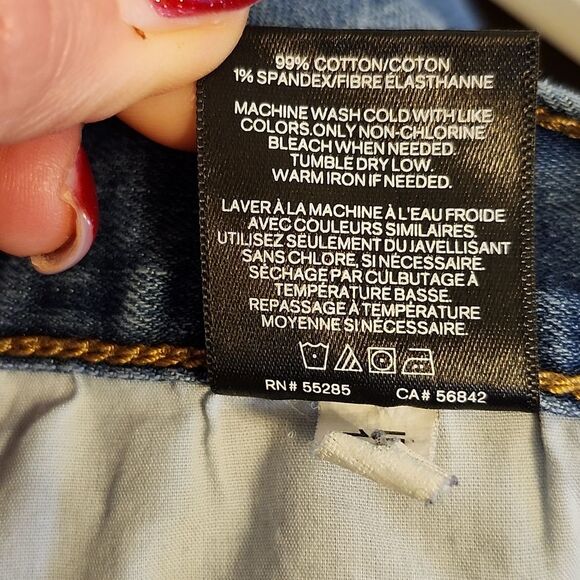 99% COTTON/COTON
1% SPANDEX/FIBRE ÉLASTHANNE
MACHINE WASH COLD WITH LIKE
COLORS.ONLY NON-CHLORINE
BLEACH WHEN NEEDED.
TUMBLE DRY LOW.
WARM IRON IF NEEDED.
LAVER À LA MACHINE À L'EAU FROIDE
AVEC COULEURS SIMILAIRES.
UTILISEZ SEULEMENT DU JAVELLISANT
SANS CHLORE, SI NÉCESSAIRE.
SÉCHAGE PAR CULBUTAGE À
TEMPÉRATURE BASSE.
REPASSAGE À TEMPÉRATURE
MOYENNE SI NÉCESSAIRE.
RN# 55285 CA# 56842